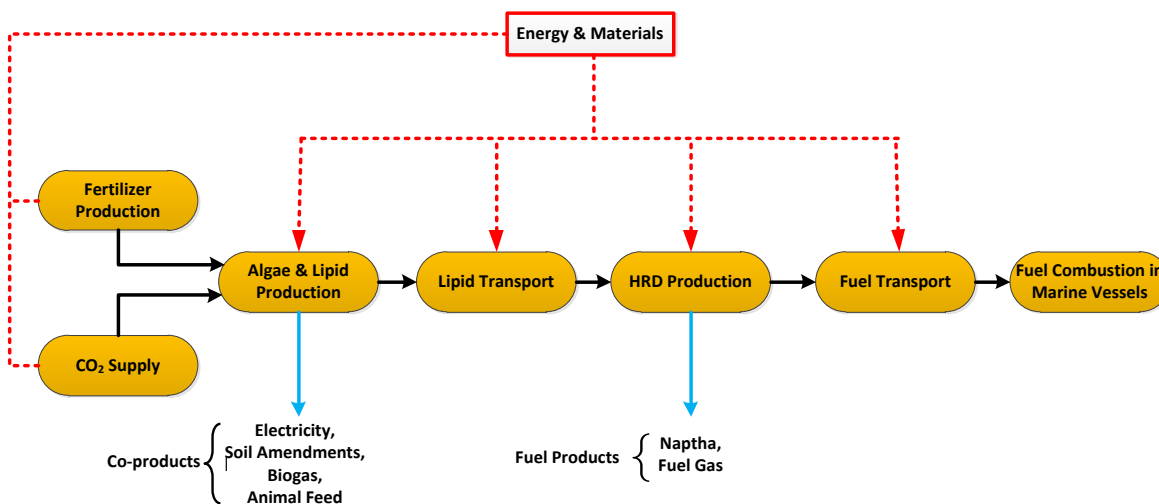 Energy & Materials
Fertilizer
Production
Algae & Lipid
Production
Lipid Transport
HRD Production
Fuel Transport
Fuel Combustion in
Marine Vessels
CO₂ Supply
Co-products
Electricity,
Soil Amendments,
Biogas,
Animal Feed
Fuel Products
Naptha,
Fuel Gas